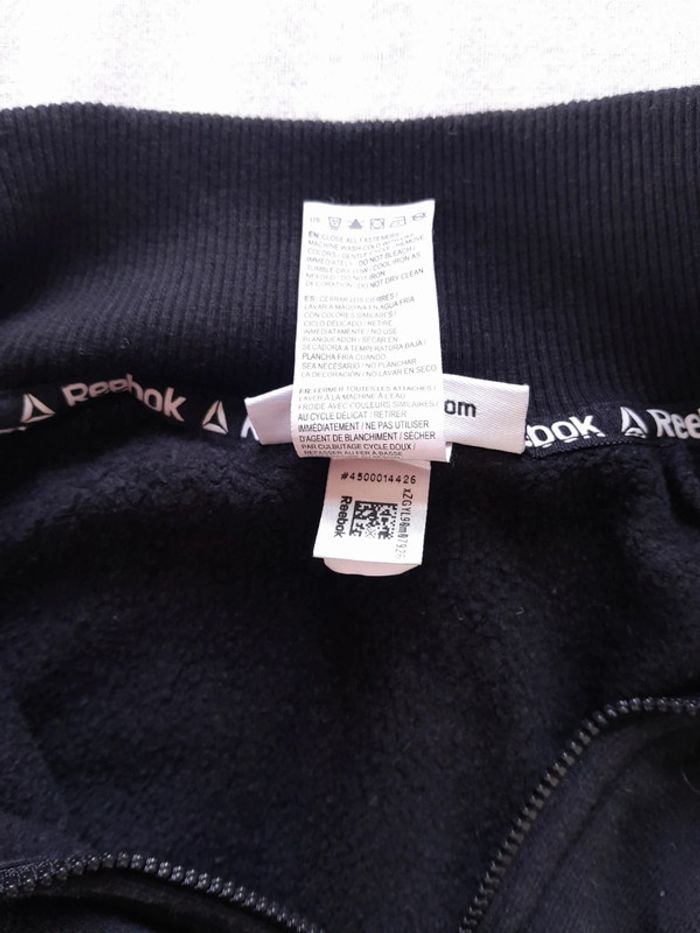 US
EN: CLOSE ALL FASTENERS /
MACHINE WASH COLD WITH LIKE
COLORS / GENTLE CYCLE / REMOVE
IMMEDIATELY / DO NOT BLEACH /
TUMBLE DRY LOW / COOL IRON AS
NEEDED / DO NOT IRON
DECORATION / DO NOT DRY CLEAN
ES: CERRAR LOS CIERRES /
LAVAR A MÁQUINA EN AGUA FRÍA
CON COLORES SIMILARES /
CICLO DELICADO / RETIRE
INMEDIATAMENTE / NO USE
BLANQUEADOR / SECAR EN
SECADORA A TEMPERATURA BAJA /
PLANCHA FRÍA CUANDO
SEA NECESARIO / NO PLANCHAR
LA DECORACIÓN / NO LAVAR EN SECO
FR: FERMER TOUTES LES ATTACHES /
LAVER À LA MACHINE À L'EAU
FROIDE AVEC COULEURS SIMILAIRES /
AU CYCLE DÉLICAT / RETIRER
IMMÉDIATEMENT / NE PAS UTILISER
D'AGENT DE BLANCHIMENT / SÉCHER
PAR CULBUTAGE CYCLE DOUX /
REPASSER AU FER À BASSE
Reebok
om
bok
Ree
#4500014426
Reebok